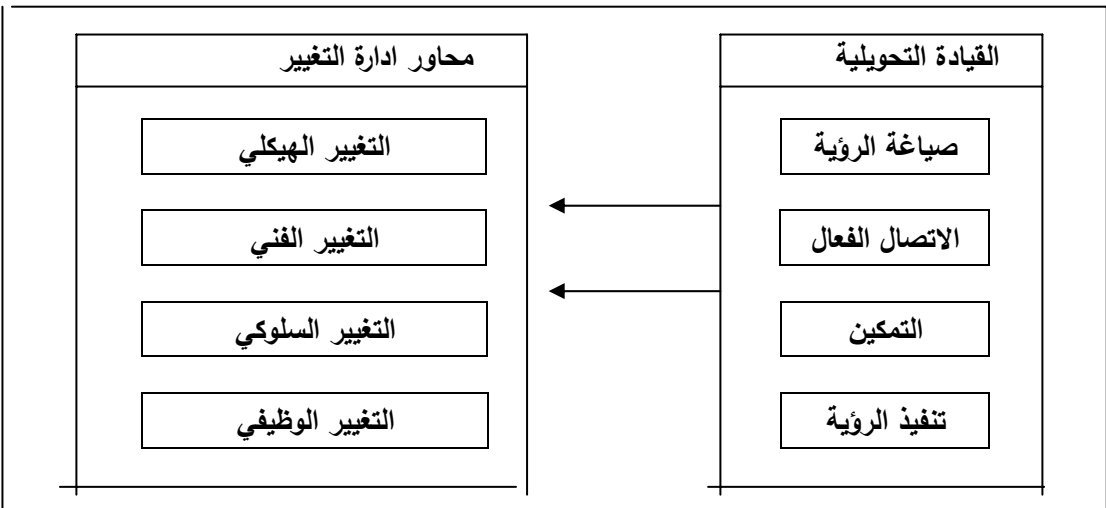 القيادة التحويلية
صياغة الرؤية
الاتصال الفعال
التمكين
تنفيذ الرؤية
محاور ادارة التغيير
التغيير الهيكلي
التغيير الفني
التغيير السلوكي
التغيير الوظيفي